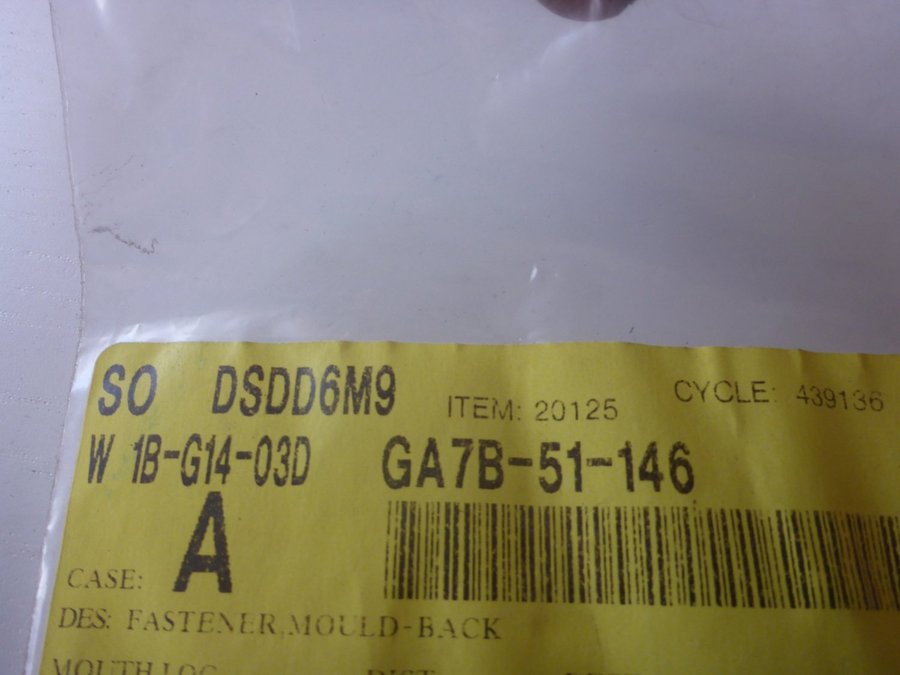 SO DSDD6M9 ITEM: 20125 CYCLE: 439136
W 1B-G14-03D GA7B-51-146
CASE: A
DES: FASTENER,MOULD-BACK